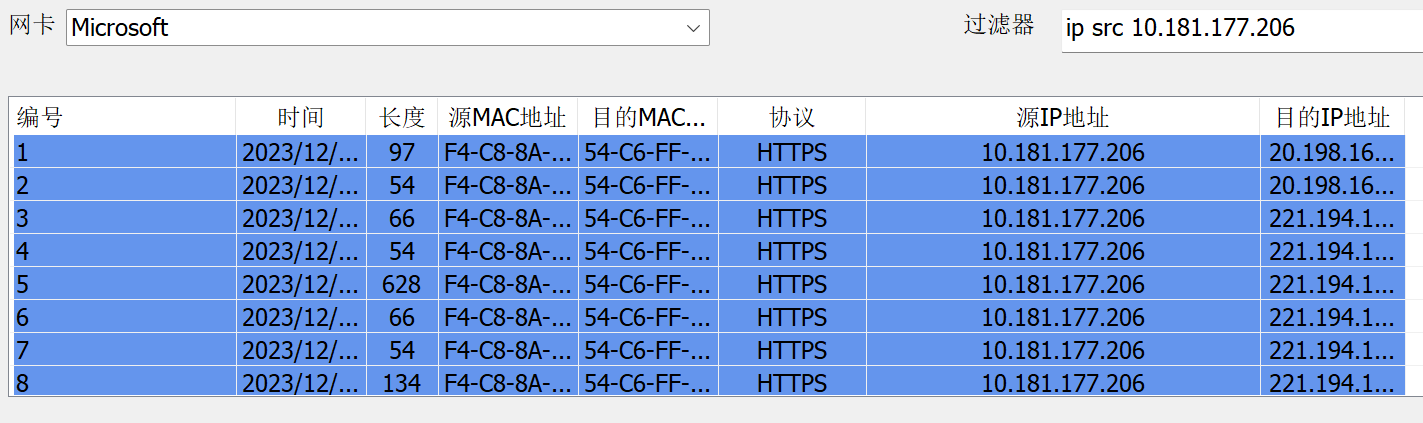 网卡 Microsoft 过滤器 ip src 10.181.177.206
编号 时间 长度 源MAC地址 目的MAC... 协议 源IP地址 目的IP地址
1 2023/12/... 97 F4-C8-8A-... 54-C6-FF-... HTTPS 10.181.177.206 20.198.16...
2 2023/12/... 54 F4-C8-8A-... 54-C6-FF-... HTTPS 10.181.177.206 20.198.16...
3 2023/12/... 66 F4-C8-8A-... 54-C6-FF-... HTTPS 10.181.177.206 221.194.1...
4 2023/12/... 54 F4-C8-8A-... 54-C6-FF-... HTTPS 10.181.177.206 221.194.1...
5 2023/12/... 628 F4-C8-8A-... 54-C6-FF-... HTTPS 10.181.177.206 221.194.1...
6 2023/12/... 66 F4-C8-8A-... 54-C6-FF-... HTTPS 10.181.177.206 221.194.1...
7 2023/12/... 54 F4-C8-8A-... 54-C6-FF-... HTTPS 10.181.177.206 221.194.1...
8 2023/12/... 134 F4-C8-8A-... 54-C6-FF-... HTTPS 10.181.177.206 221.194.1...